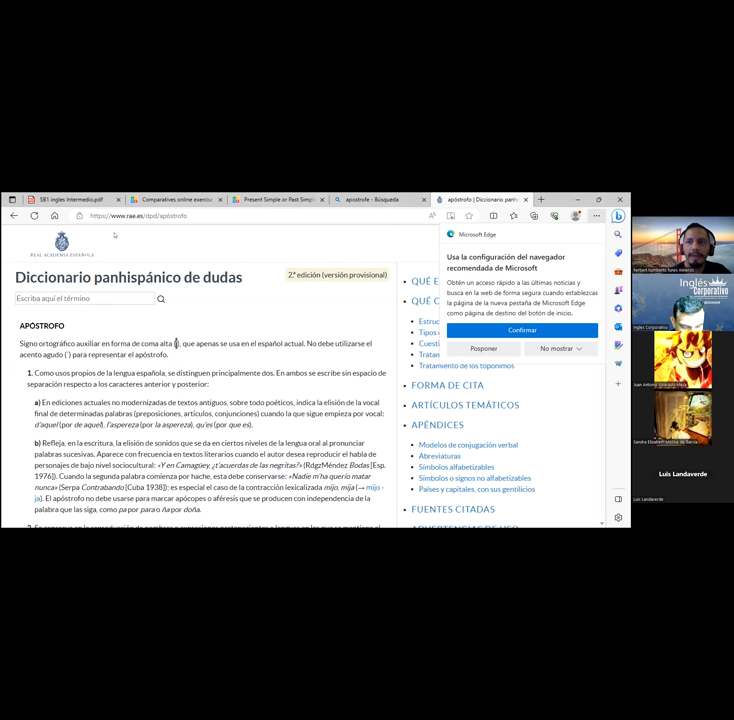 SB1 ingles Intermedio.pdf
Comparatives online exercise
Present Simple or Past Simple
apostrofe - Búsqueda
apóstrofo | Diccionario panh
https://www.rae.es/dpd/apóstrofo
REAL ACADEMIA ESPAÑOLA
Diccionario panhispánico de dudas
2.ª edición (versión provisional)
Escriba aquí el término
APÓSTROFO
Signo ortográfico auxiliar en forma de coma alta (’), que apenas se usa en el español actual. No debe utilizarse el
acento agudo (´) para representar el apóstrofo.
1. Como usos propios de la lengua española, se distinguen principalmente dos. En ambos se escribe sin espacio de
separación respecto a los caracteres anterior y posterior:
a) En ediciones actuales no modernizadas de textos antiguos, sobre todo poéticos, indica la elisión de la vocal
final de determinadas palabras (preposiciones, artículos, conjunciones) cuando la que sigue empieza por vocal:
d’aquel (por de aquel), l’aspereza (por la aspereza), qu’es (por que es).
b) Refleja, en la escritura, la elisión de sonidos que se da en ciertos niveles de la lengua oral al pronunciar
palabras sucesivas. Aparece con frecuencia en textos literarios cuando el autor desea reproducir el habla de
personajes de bajo nivel sociocultural: «Y en Camagüey, ¿t’acuerdas de las negritas?» (RdgzMéndez Bodas [Esp.
1976]). Cuando la segunda palabra comienza por hache, esta debe conservarse: «Nadie m’ha querío matar
nunca» (Serpa Contrabando [Cuba 1938]); es especial el caso de la contracción lexicalizada mijo, mija (→ mijo -
ja). El apóstrofo no debe usarse para marcar apócopes o aféresis que se producen con independencia de la
palabra que las siga, como pa por para o ña por doña.
QUÉ E
QUÉ C
Estruc
Tipos
Cuesti
Tratan
Tratamiento de los topónimos
FORMA DE CITA
ARTÍCULOS TEMÁTICOS
APÉNDICES
Modelos de conjugación verbal
Abreviaturas
Símbolos alfabetizables
Símbolos o signos no alfabetizables
Países y capitales, con sus gentilicios
FUENTES CITADAS
ADVERTENCIAS DE USO
Microsoft Edge
Usa la configuración del navegador
recomendada de Microsoft
Obtén un acceso rápido a las últimas noticias y
busca en la web de forma segura cuando establezcas
la página de la nueva pestaña de Microsoft Edge
como página de destino del botón de inicio.
Confirmar
Posponer
No mostrar
herbert humberto funes mineros
Inglés
Corporativo
Ingles Corporativo
Sandra Elizabeth Molina de Garcia
Luis Landaverde
Luis Landaverde